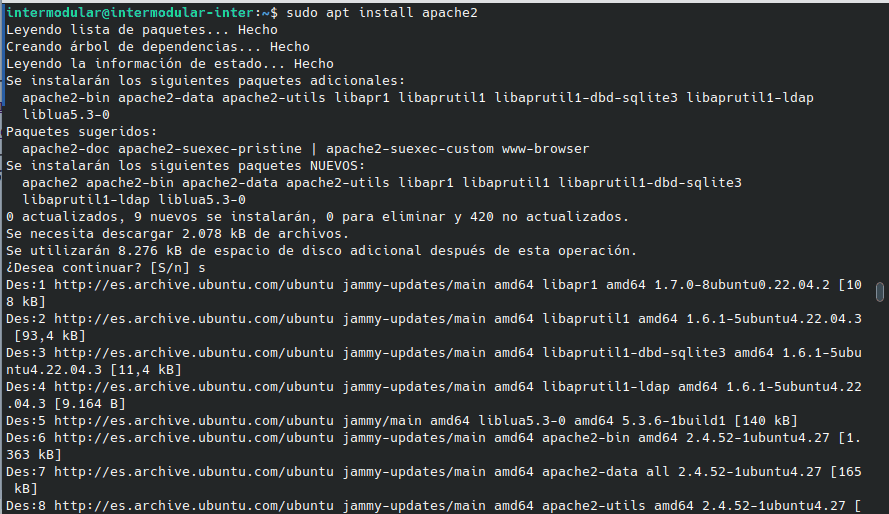 intermodular@intermodular-inter:~$ sudo apt install apache2
Leyendo lista de paquetes... Hecho
Creando árbol de dependencias... Hecho
Leyendo la información de estado... Hecho
Se instalarán los siguientes paquetes adicionales:
  apache2-bin apache2-data apache2-utils libapr1 libaprutil1 libaprutil1-dbd-sqlite3 libaprutil1-ldap
  liblua5.3-0
Paquetes sugeridos:
  apache2-doc apache2-suexec-pristine | apache2-suexec-custom www-browser
Se instalarán los siguientes paquetes NUEVOS:
  apache2 apache2-bin apache2-data apache2-utils libapr1 libaprutil1 libaprutil1-dbd-sqlite3
  libaprutil1-ldap liblua5.3-0
0 actualizados, 9 nuevos se instalarán, 0 para eliminar y 420 no actualizados.
Se necesita descargar 2.078 kB de archivos.
Se utilizarán 8.276 kB de espacio de disco adicional después de esta operación.
¿Desea continuar? [S/n] s
Des:1 http://es.archive.ubuntu.com/ubuntu jammy-updates/main amd64 libapr1 amd64 1.7.0-8ubuntu0.22.04.2 [10
8 kB]
Des:2 http://es.archive.ubuntu.com/ubuntu jammy-updates/main amd64 libaprutil1 amd64 1.6.1-5ubuntu4.22.04.3
 [93,4 kB]
Des:3 http://es.archive.ubuntu.com/ubuntu jammy-updates/main amd64 libaprutil1-dbd-sqlite3 amd64 1.6.1-5ubu
ntu4.22.04.3 [11,4 kB]
Des:4 http://es.archive.ubuntu.com/ubuntu jammy-updates/main amd64 libaprutil1-ldap amd64 1.6.1-5ubuntu4.22
.04.3 [9.164 B]
Des:5 http://es.archive.ubuntu.com/ubuntu jammy/main amd64 liblua5.3-0 amd64 5.3.6-1build1 [140 kB]
Des:6 http://es.archive.ubuntu.com/ubuntu jammy-updates/main amd64 apache2-bin amd64 2.4.52-1ubuntu4.27 [1.
363 kB]
Des:7 http://es.archive.ubuntu.com/ubuntu jammy-updates/main amd64 apache2-data all 2.4.52-1ubuntu4.27 [165
 kB]
Des:8 http://es.archive.ubuntu.com/ubuntu jammy-updates/main amd64 apache2-utils amd64 2.4.52-1ubuntu4.27 [